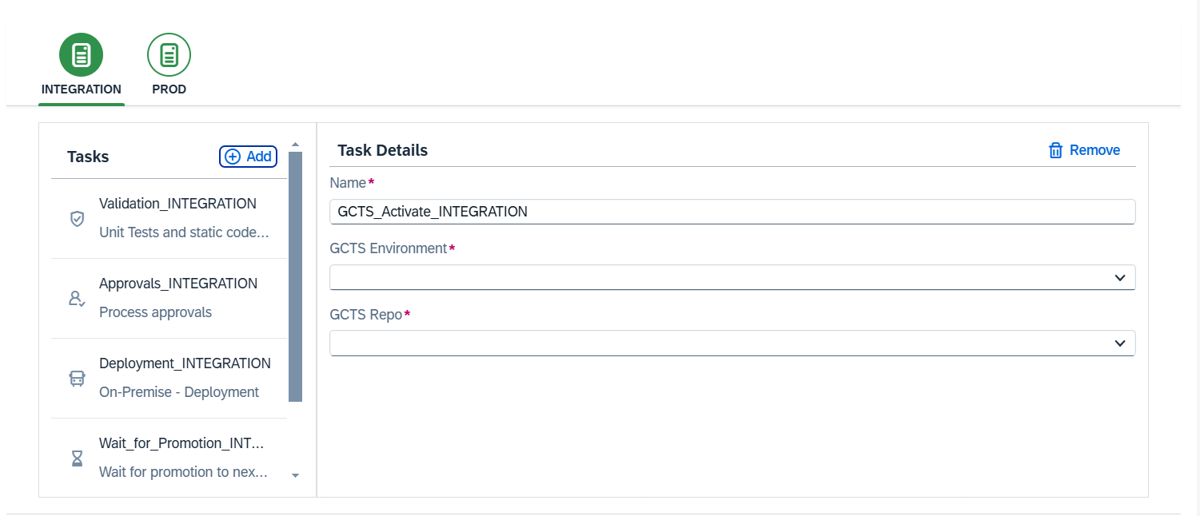 INTEGRATION
PROD
Tasks
Add
Validation_INTEGRATION
Unit Tests and static code...
Approvals_INTEGRATION
Process approvals
Deployment_INTEGRATION
On-Premise - Deployment
Wait_for_Promotion_INT...
Wait for promotion to nex...
Task Details
Remove
Name*
GCTS_Activate_INTEGRATION
GCTS Environment*
GCTS Repo*